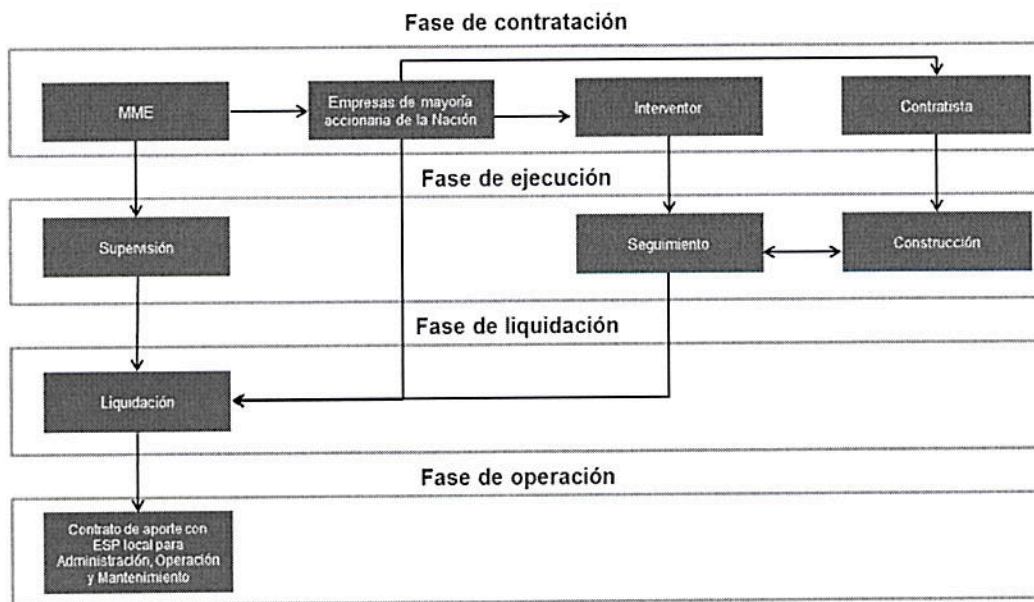 Fase de contratación
MME
Empresas de mayoría
accionaria de la Nación
Interventor
Contratista
Fase de ejecución
Supervisión
Seguimiento
Construcción
Fase de liquidación
Liquidación
Fase de operación
Contrato de aporte con
ESP local para
Administración, Operación
y Mantenimiento